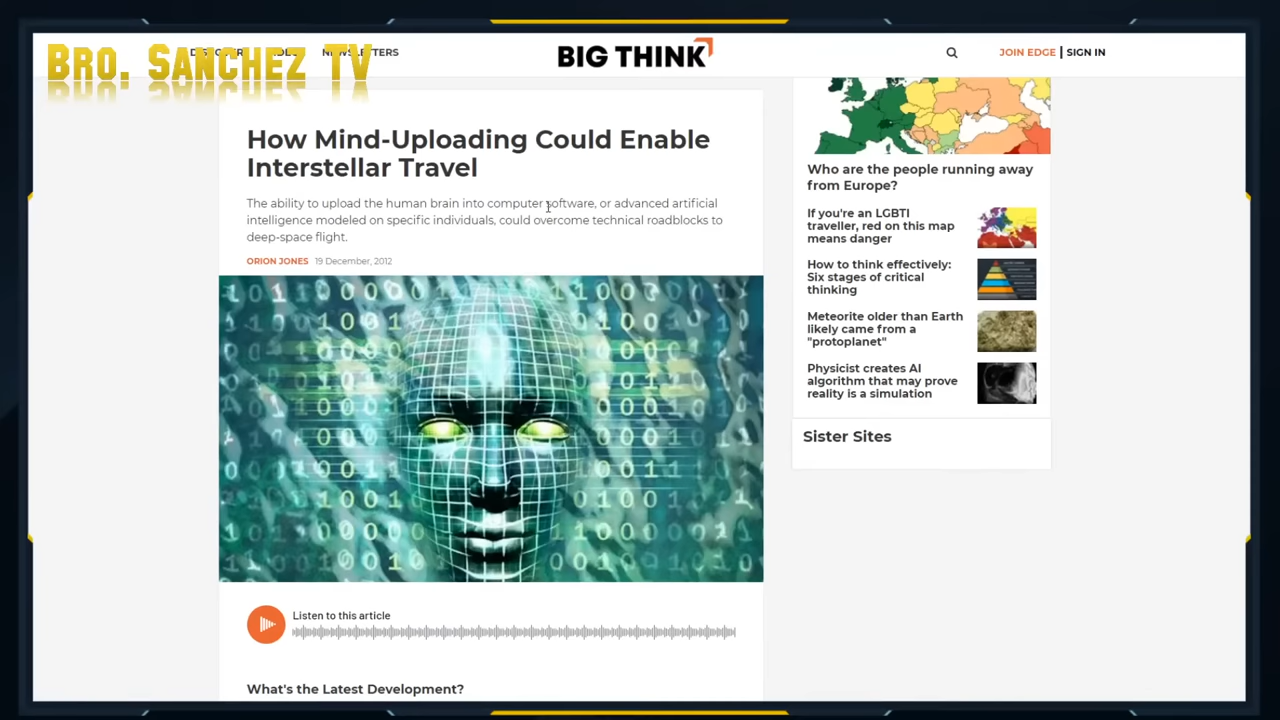 BRO. SANCHEZ TV
NEWSLETTERS
BIG THINK
JOIN EDGE | SIGN IN
How Mind-Uploading Could Enable
Interstellar Travel
The ability to upload the human brain into computer software, or advanced artificial
intelligence modeled on specific individuals, could overcome technical roadblocks to
deep-space flight.
ORION JONES 19 December, 2012
Listen to this article
What's the Latest Development?
Who are the people running away
from Europe?
If you're an LGBTI
traveller, red on this map
means danger
How to think effectively:
Six stages of critical
thinking
Meteorite older than Earth
likely came from a
"protoplanet"
Physicist creates AI
algorithm that may prove
reality is a simulation
Sister Sites